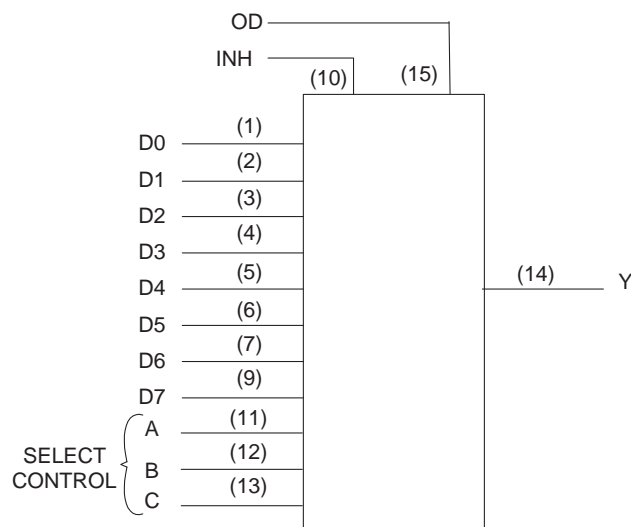 OD
INH
(10) (15)
D0 (1)
D1 (2)
D2 (3)
D3 (4)
D4 (5)
D5 (6)
D6 (7)
D7 (9)
A (11)
B (12)
C (13)
SELECT
CONTROL
(14) Y